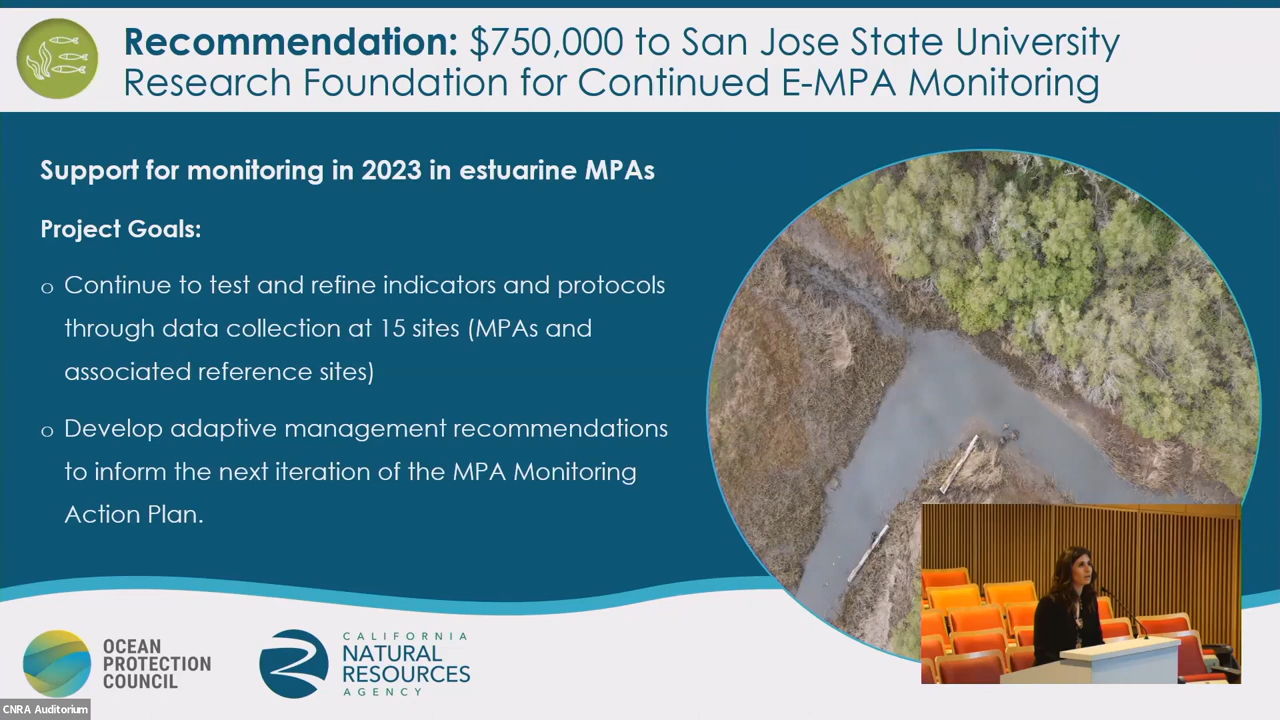 Recommendation: $750,000 to San Jose State University
Research Foundation for Continued E-MPA Monitoring
Support for monitoring in 2023 in estuarine MPAs
Project Goals:
o Continue to test and refine indicators and protocols
through data collection at 15 sites (MPAs and
associated reference sites)
o Develop adaptive management recommendations
to inform the next iteration of the MPA Monitoring
Action Plan.
OCEAN
PROTECTION
COUNCIL
CALIFORNIA
NATURAL
RESOURCES
AGENCY
CNRA Auditorium